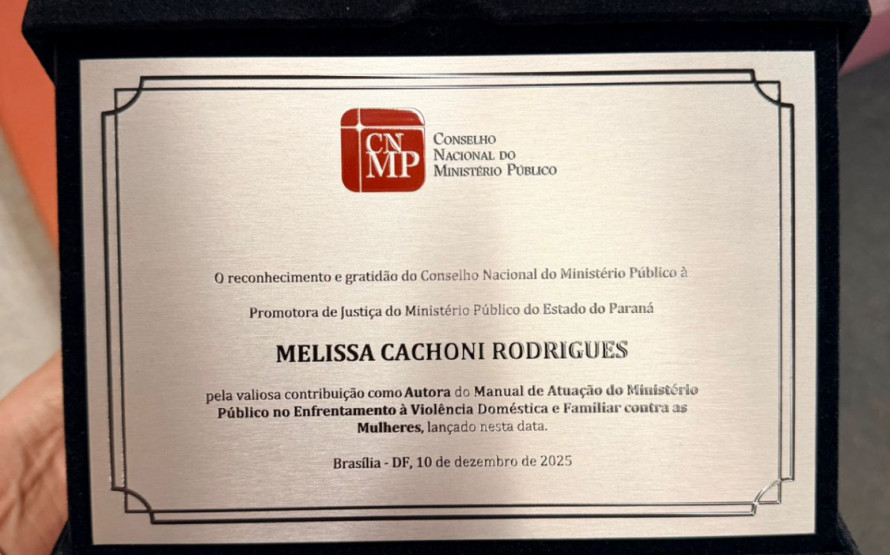 CN
MP
CONSELHO
NACIONAL DO
MINISTÉRIO PÚBLICO
O reconhecimento e gratidão do Conselho Nacional do Ministério Público à
Promotora de Justiça do Ministério Público do Estado do Paraná
MELISSA CACHONI RODRIGUES
pela valiosa contribuição como Autora do Manual de Atuação do Ministério
Público no Enfrentamento à Violência Doméstica e Familiar contra as
Mulheres, lançado nesta data.
Brasília - DF, 10 de dezembro de 2025